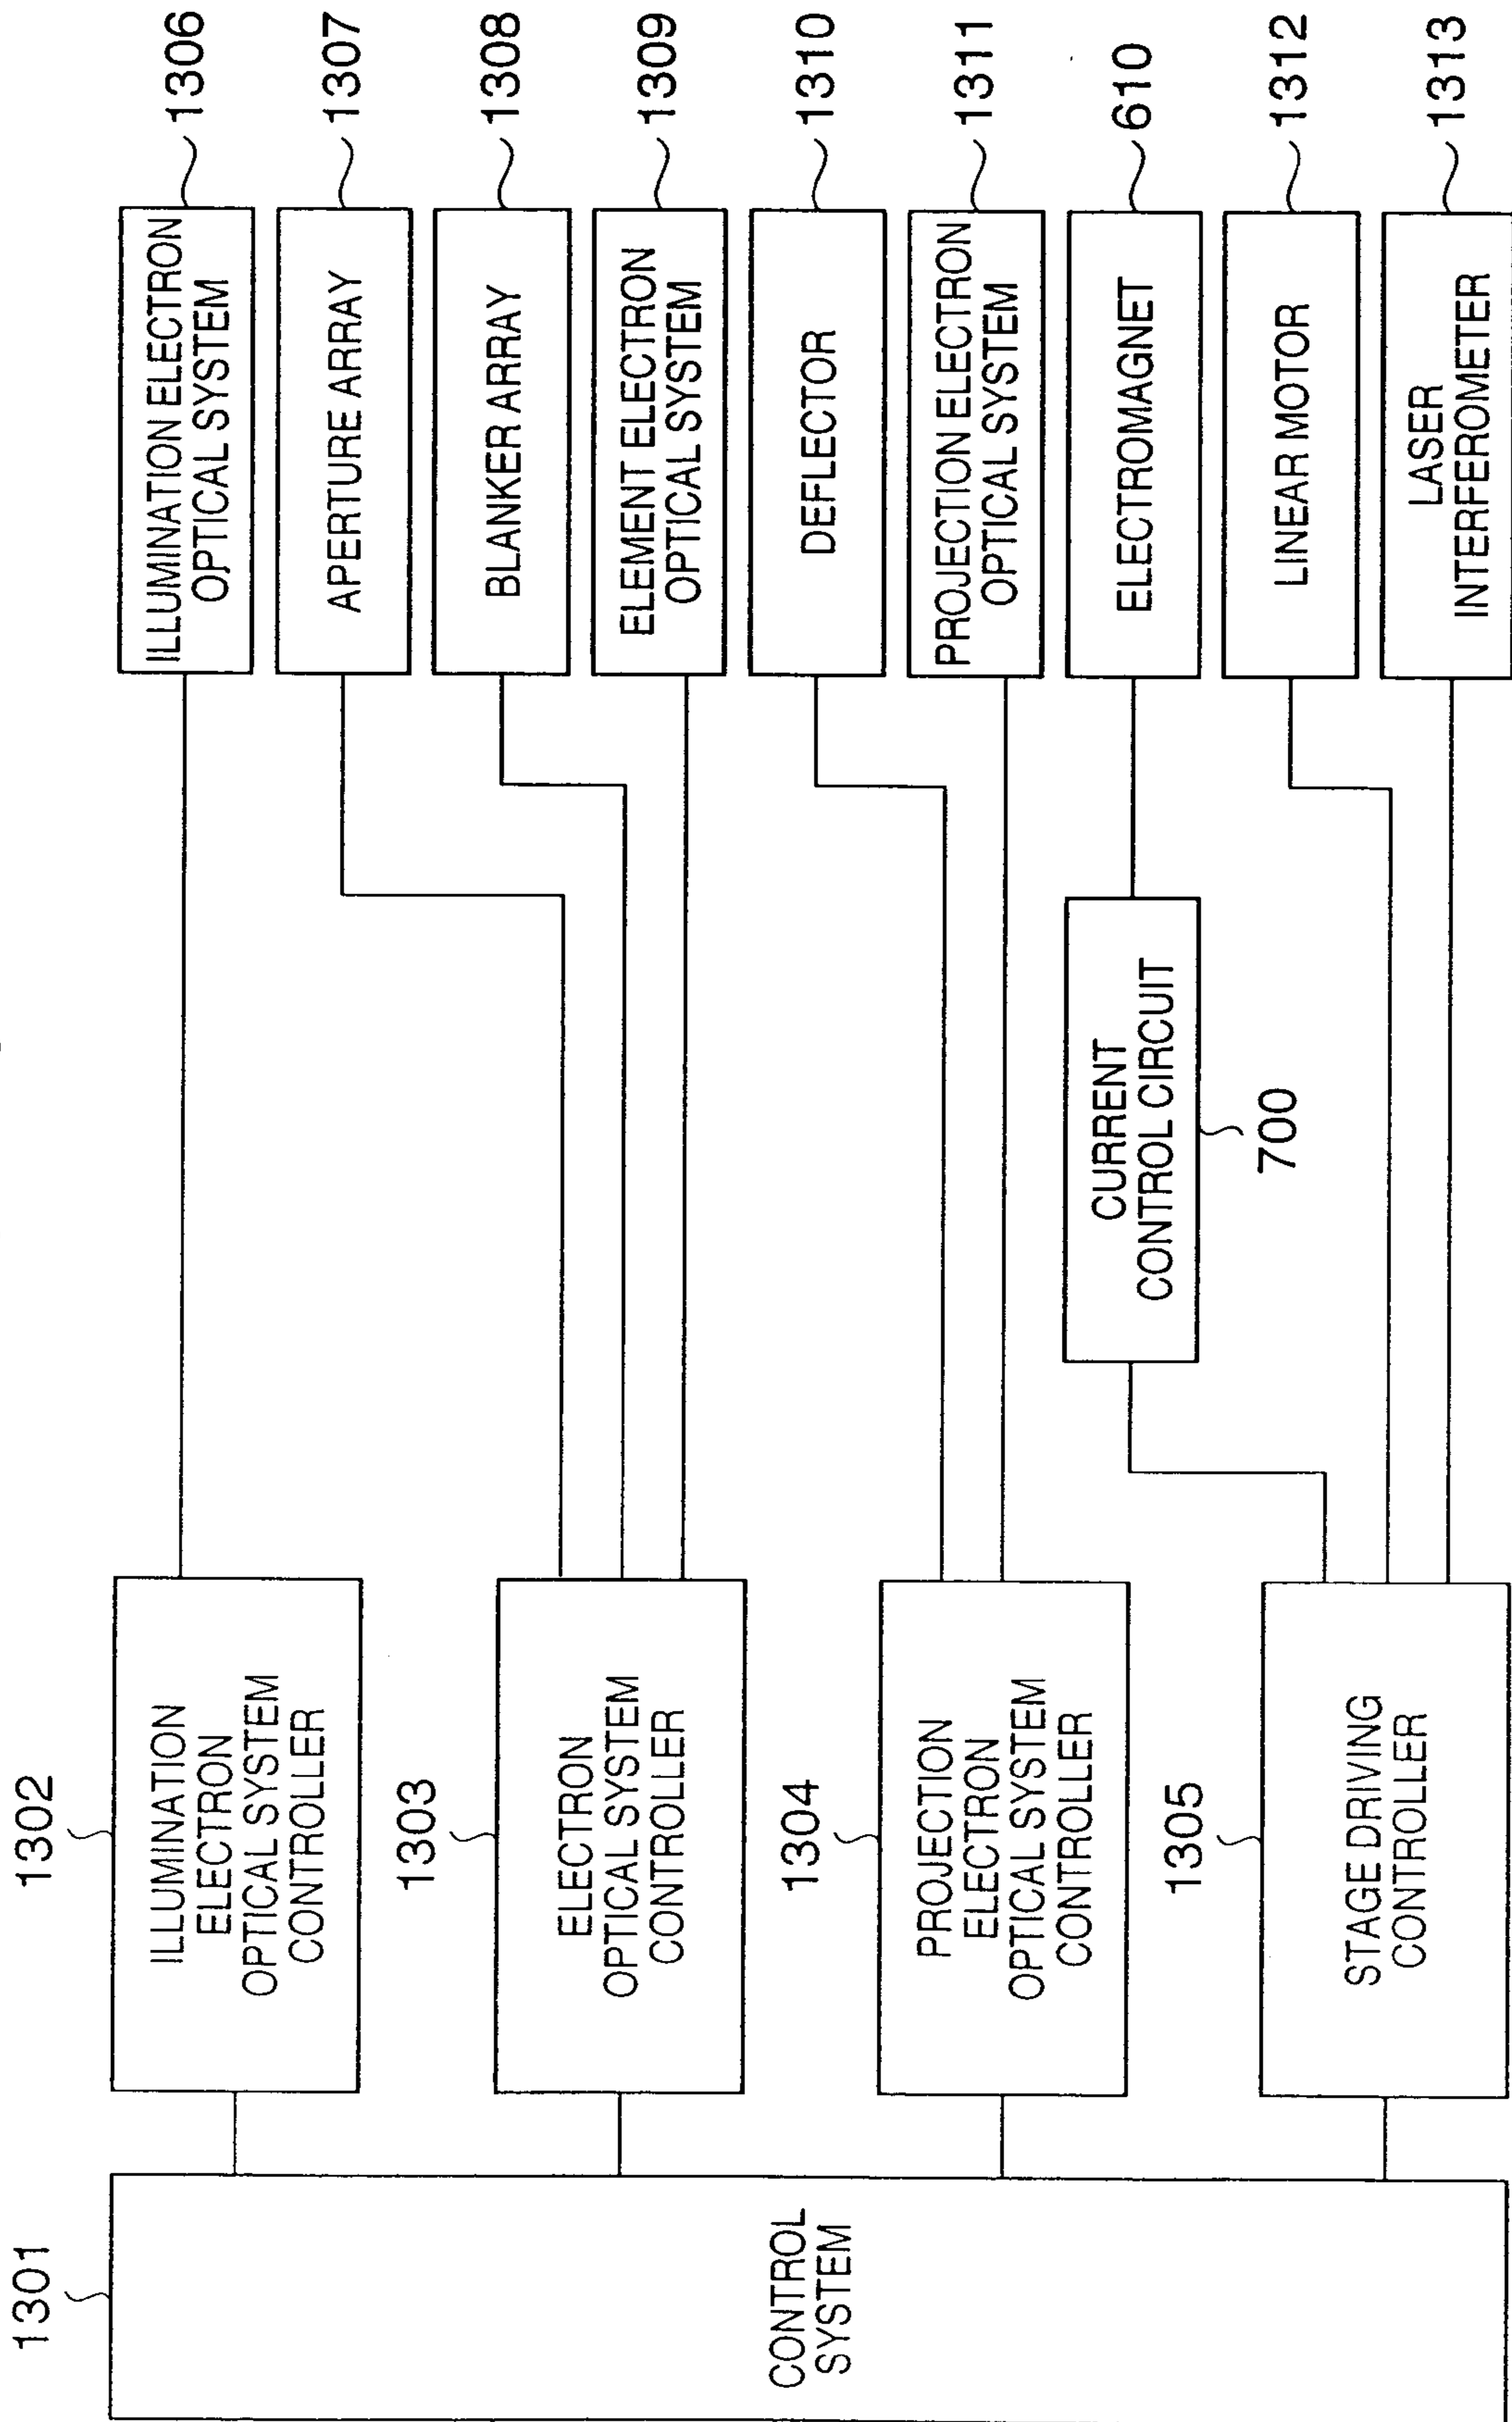 1301
CONTROL
SYSTEM
1302
ILLUMINATION
ELECTRON
OPTICAL SYSTEM
CONTROLLER
1303
ELECTRON
OPTICAL SYSTEM
CONTROLLER
1304
PROJECTION
ELECTRON
OPTICAL SYSTEM
CONTROLLER
1305
STAGE DRIVING
CONTROLLER
CURRENT
CONTROL CIRCUIT
700
ILLUMINATION ELECTRON
OPTICAL SYSTEM
1306
APERTURE ARRAY
1307
BLANKER ARRAY
1308
ELEMENT ELECTRON
OPTICAL SYSTEM
1309
DEFLECTOR
1310
PROJECTION ELECTRON
OPTICAL SYSTEM
1311
ELECTROMAGNET
610
LINEAR MOTOR
1312
LASER
INTERFEROMETER
1313